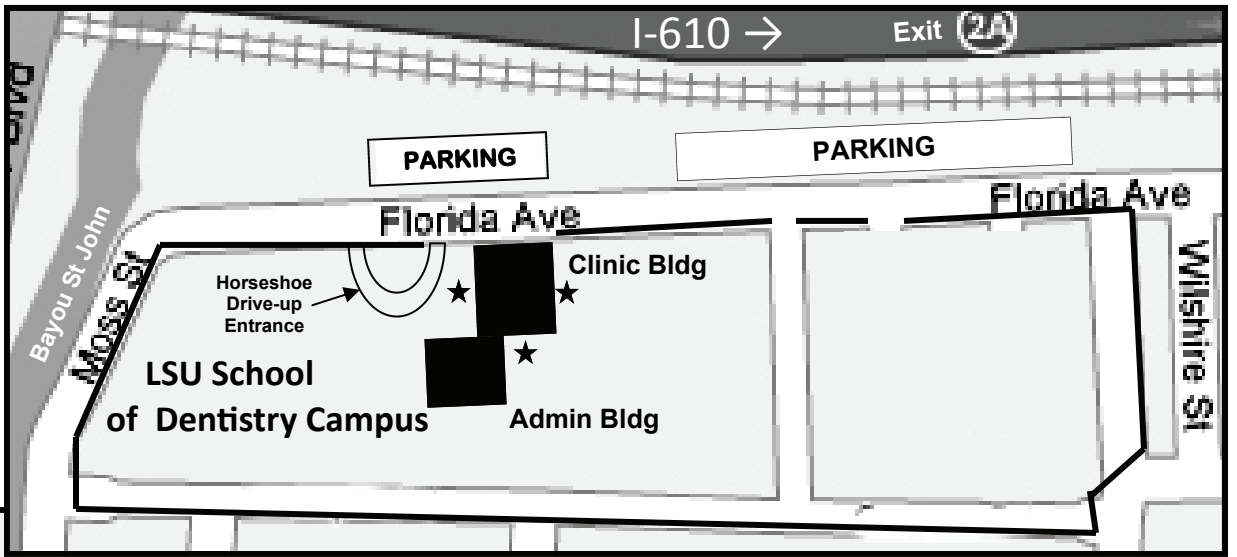 I-610 →
Exit 2A
Blvd
PARKING
PARKING
Florida Ave
Florida Ave
Bayou St John
Moss St
Horseshoe
Drive-up
Entrance
Clinic Bldg
Wilshire St
LSU School
of Dentistry Campus
Admin Bldg